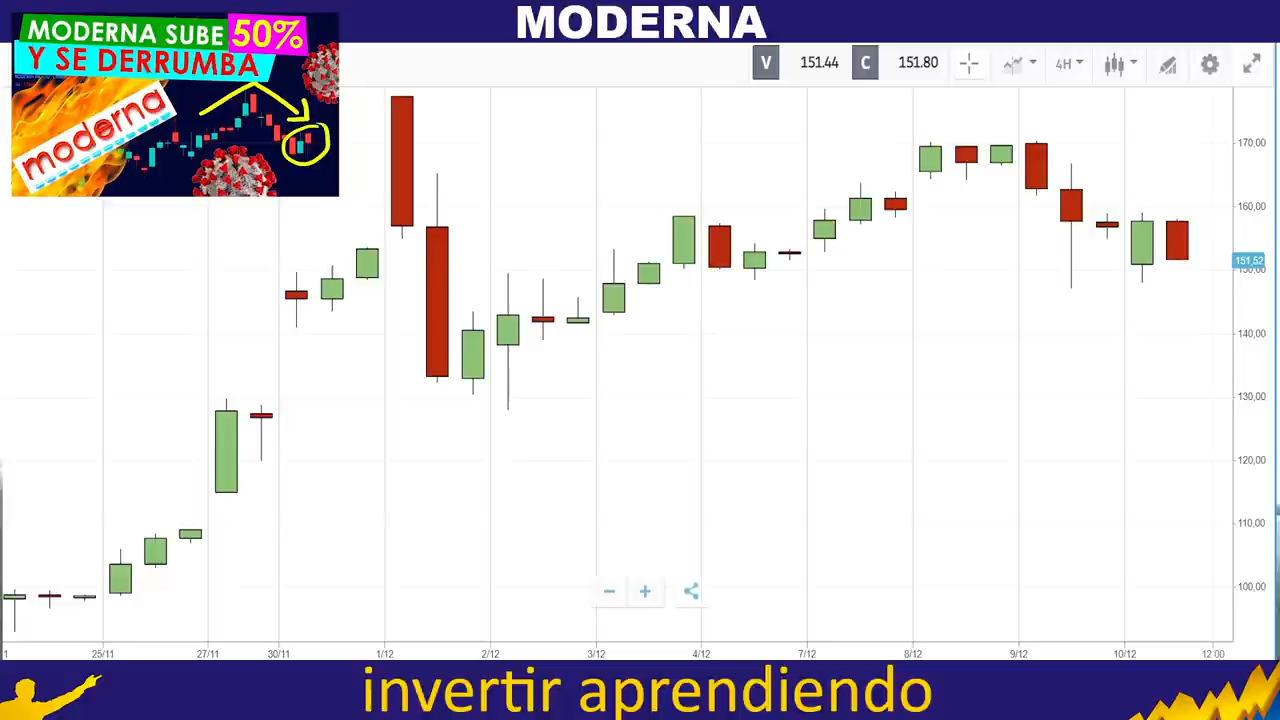 MODERNA
MODERNA SUBE 50%
Y SE DERRUMBA
moderna
V 151.44 C 151.80 4H
170,00
160,00
151,52
150,00
140,00
130,00
120,00
110,00
100,00
1 25/11 27/11 30/11 1/12 2/12 3/12 4/12 7/12 8/12 9/12 10/12 12:00
invertir aprendiendo